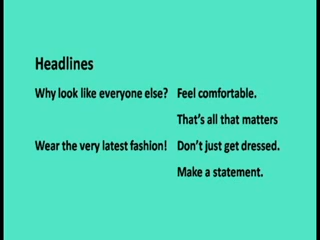 Headlines
Why look like everyone else? Feel comfortable.
That's all that matters
Wear the very latest fashion! Don't just get dressed.
Make a statement.